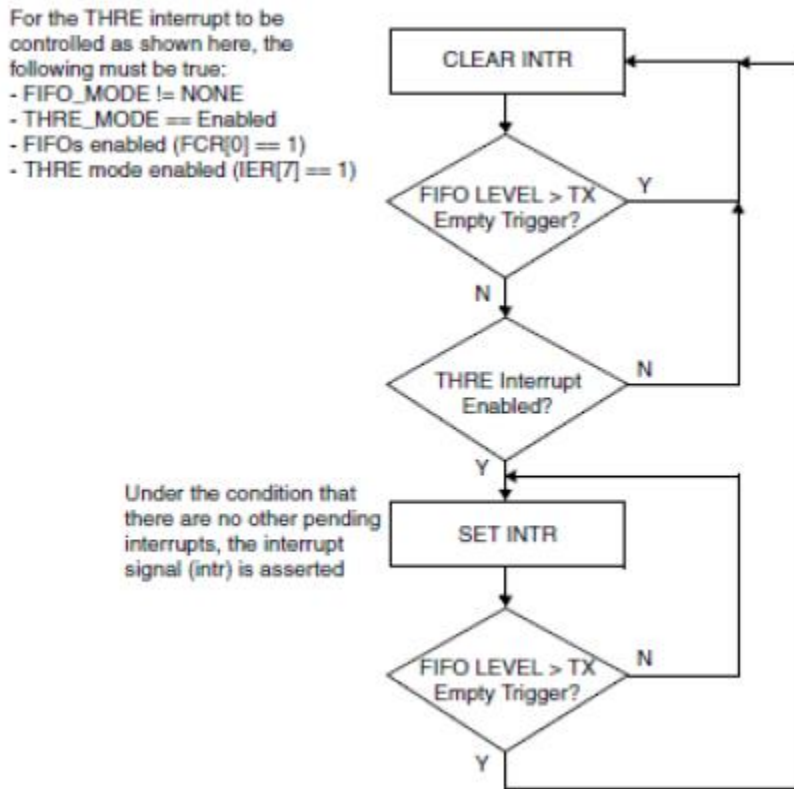 For the THRE interrupt to be
controlled as shown here, the
following must be true:
- FIFO_MODE != NONE
- THRE_MODE == Enabled
- FIFOs enabled (FCR[0] == 1)
- THRE mode enabled (IER[7] == 1)
CLEAR INTR
FIFO LEVEL > TX
Empty Trigger?
Y
N
THRE Interrupt
Enabled?
N
Y
Under the condition that
there are no other pending
interrupts, the interrupt
signal (intr) is asserted
SET INTR
FIFO LEVEL > TX
Empty Trigger?
N
Y